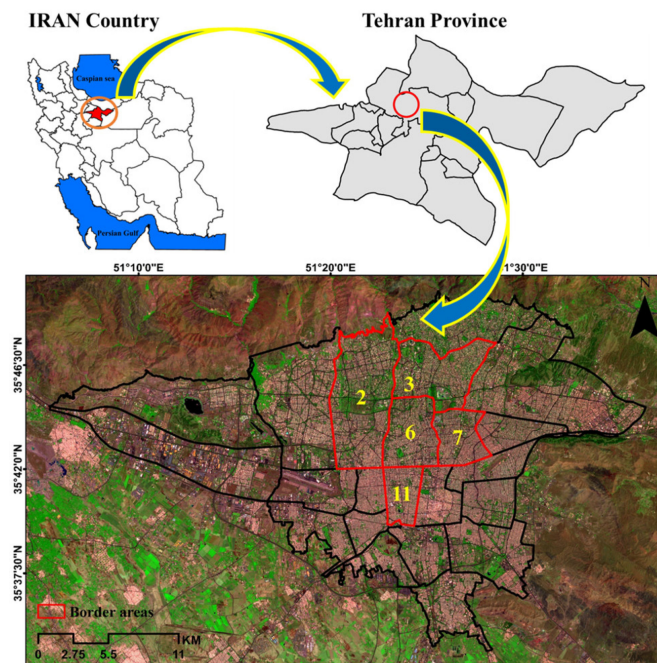 IRAN Country
Tehran Province
Caspian sea
Persian Gulf
51°10'0"E
51°20'0"E
1°30'0"E
N
35°46'30"N
35°42'0"N
35°37'30"N
2
3
6
7
11
Border areas
KM
0 2.75 5.5 11